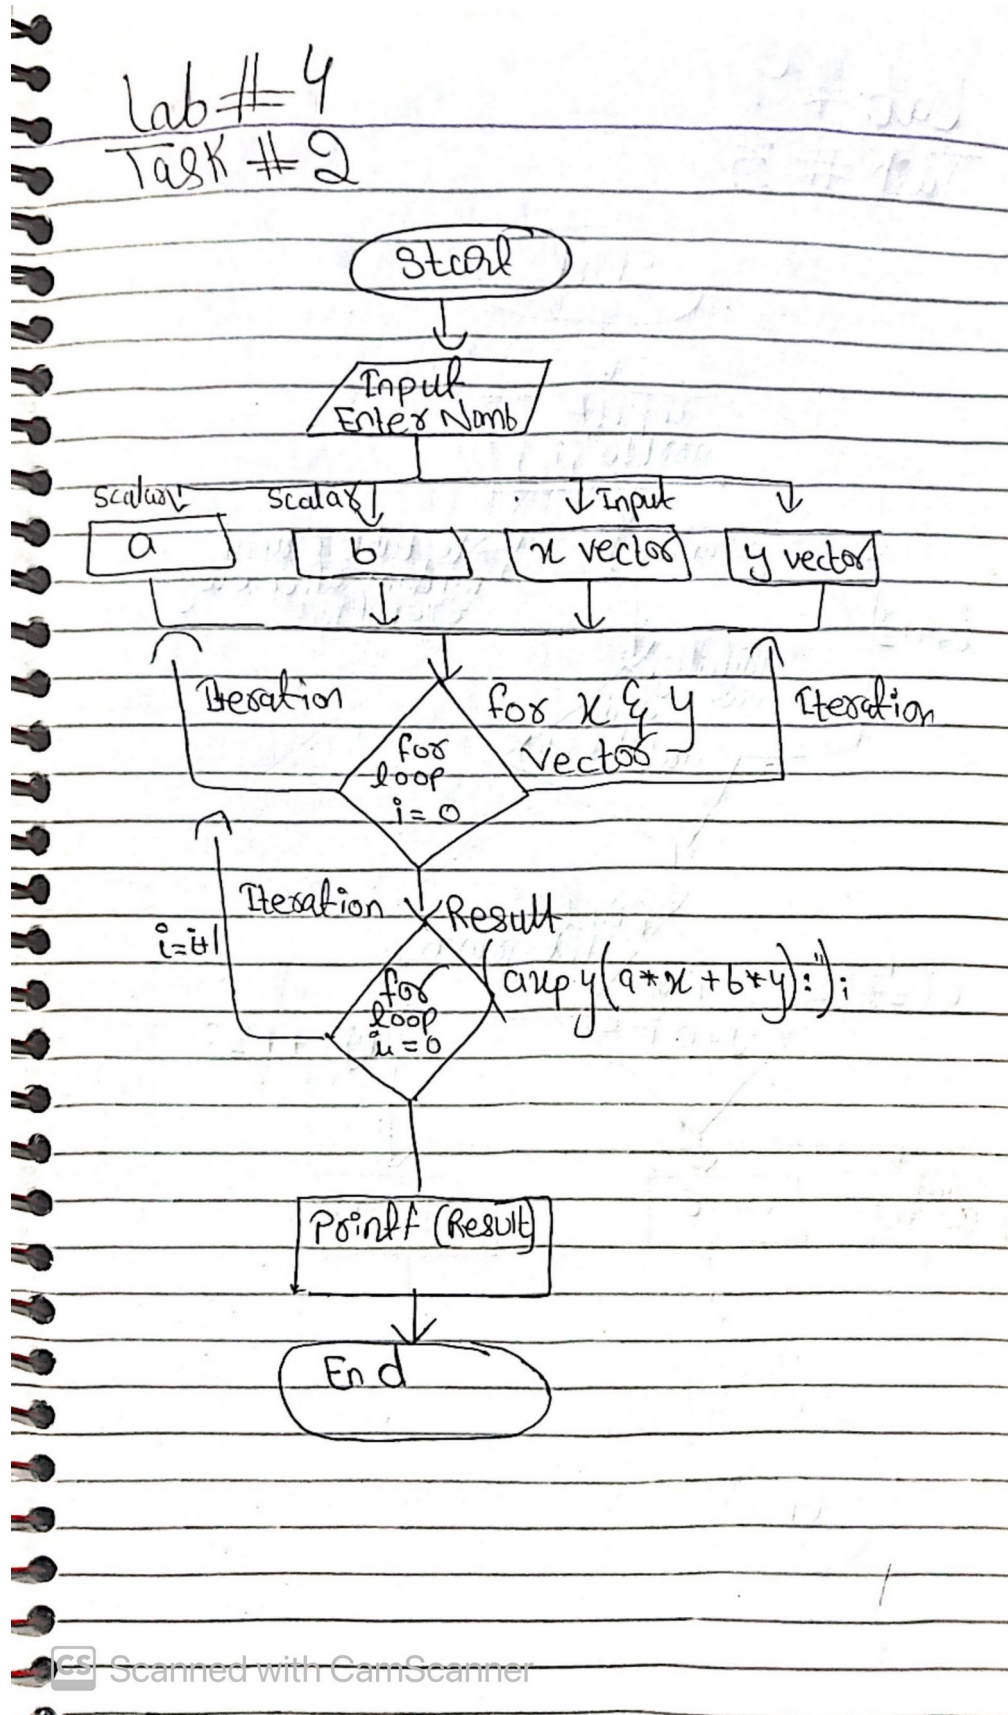 Lab # 4
Task # 2
Start
Input
Enter Numb
Scalar
Scalar
Input
a
b
x vector
y vector
Iteration
for x & y
vector
Iteration
for
loop
i = 0
Iteration
Result
i=i+1
(axpy(a*x+b*y):");
for
loop
i = 0
Printf (Result)
End
CS Scanned with CamScanner